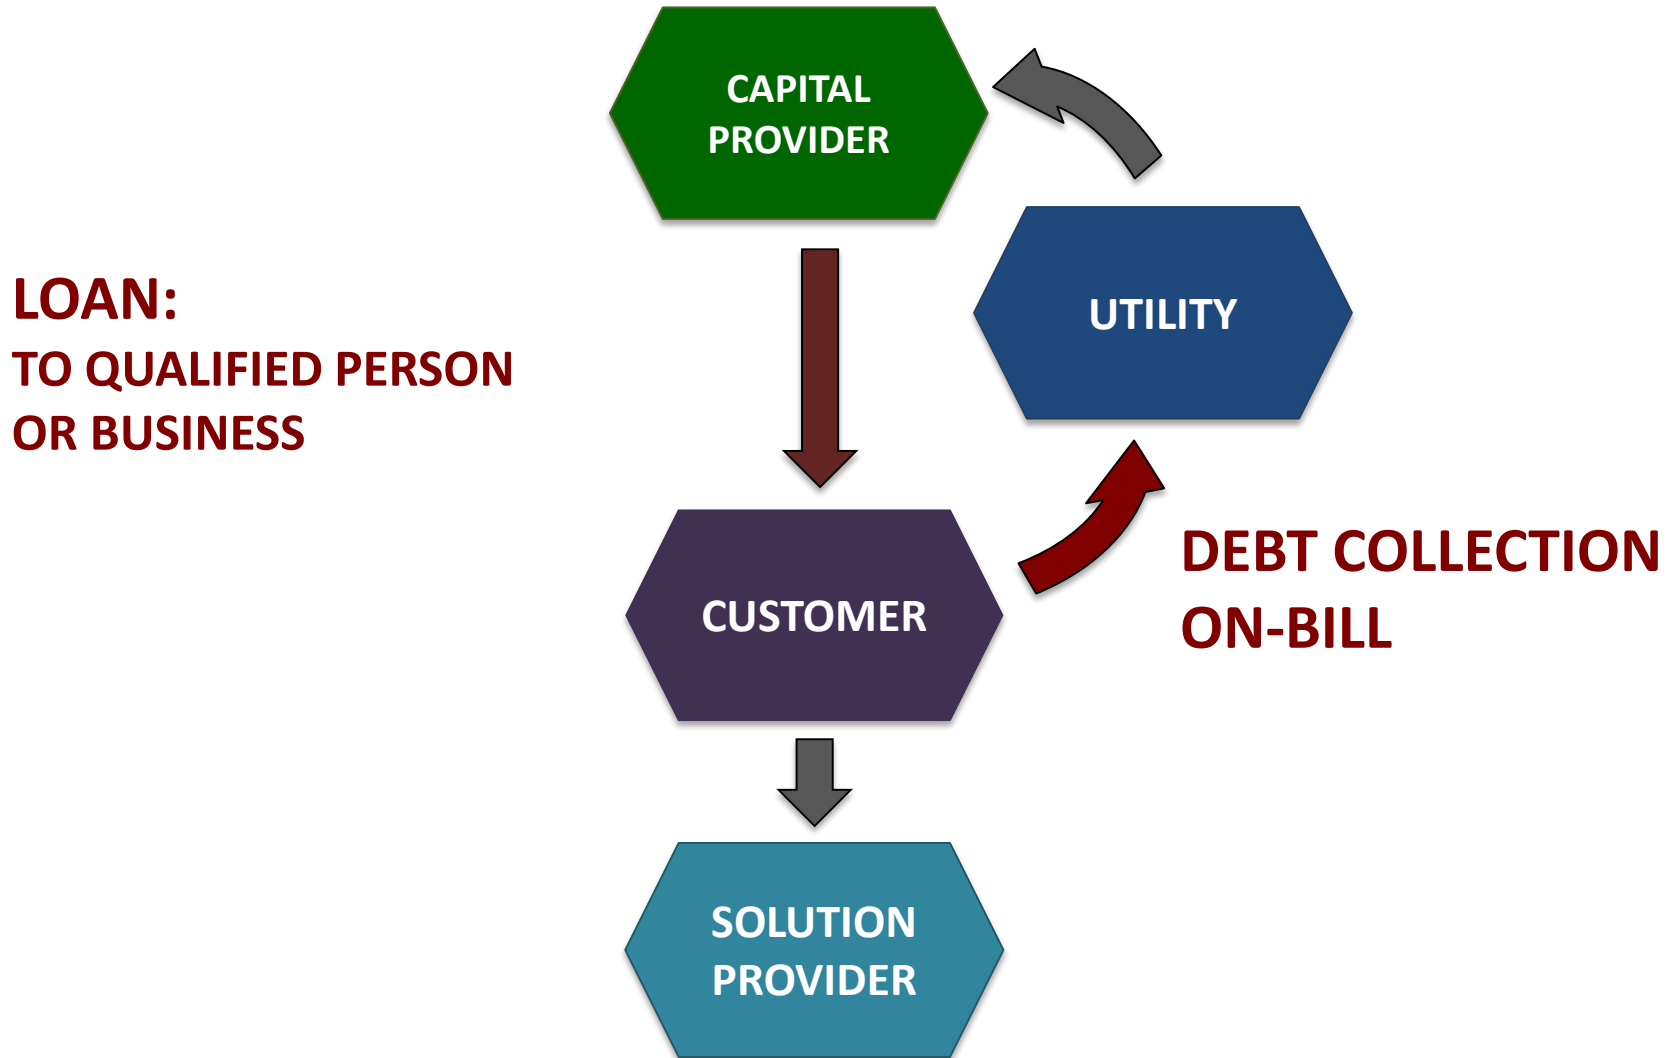 CAPITAL
PROVIDER
UTILITY
LOAN:
TO QUALIFIED PERSON
OR BUSINESS
CUSTOMER
DEBT COLLECTION
ON-BILL
SOLUTION
PROVIDER